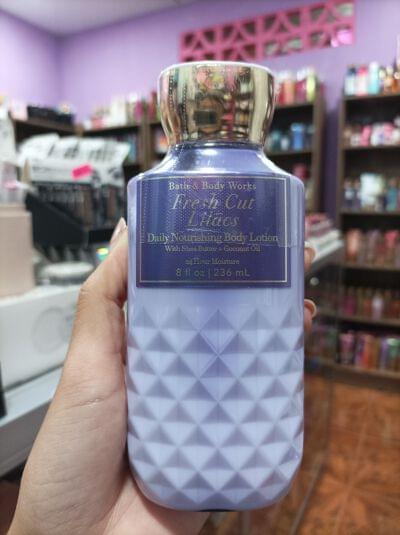 Bath & Body Works
Fresh Cut
Lilacs
Daily Nourishing Body Lotion
With Shea Butter + Coconut Oil
24 Hour Moisture
8 fl oz | 236 mL